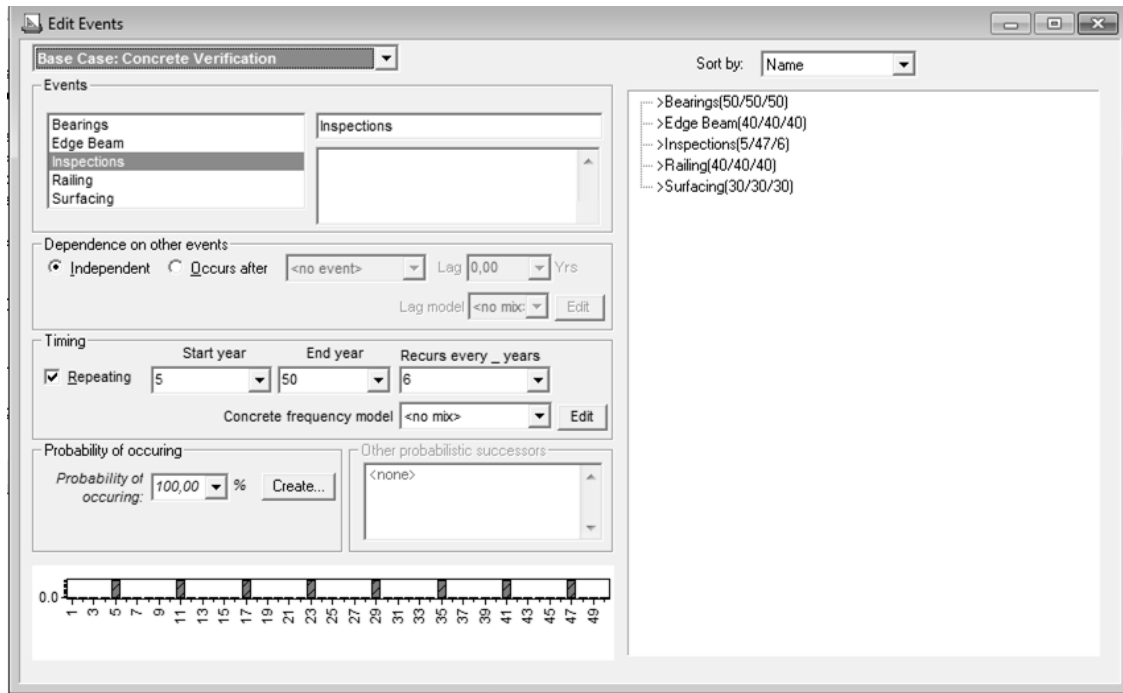 Edit Events
Base Case: Concrete Verification
Sort by: Name
Events
Bearings
Edge Beam
Inspections
Railing
Surfacing
Inspections
>Bearings(50/50/50)
>Edge Beam(40/40/40)
>Inspections(5/47/6)
>Railing(40/40/40)
>Surfacing(30/30/30)
Dependence on other events
Independent Occurs after <no event> Lag 0,00 Yrs
Lag model <no mix: Edit
Timing
Start year End year Recurs every _ years
Repeating 5 50 6
Concrete frequency model <no mix> Edit
Probability of occuring
Probability of occuring: 100,00 % Create...
Other probabilistic successors
<none>
0.0
1 3 5 7 9 11 13 15 17 19 21 23 25 27 29 31 33 35 37 39 41 43 45 47 49